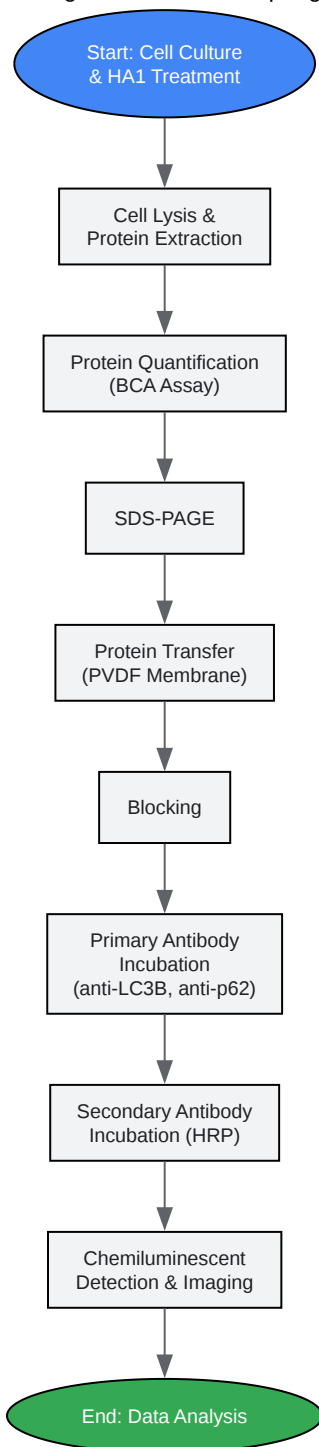 Start: Cell Culture
& HA1 Treatment
Cell Lysis &
Protein Extraction
Protein Quantification
(BCA Assay)
SDS-PAGE
Protein Transfer
(PVDF Membrane)
Blocking
Primary Antibody
Incubation
(anti-LC3B, anti-p62)
Secondary Antibody
Incubation (HRP)
Chemiluminescent
Detection & Imaging
End: Data Analysis